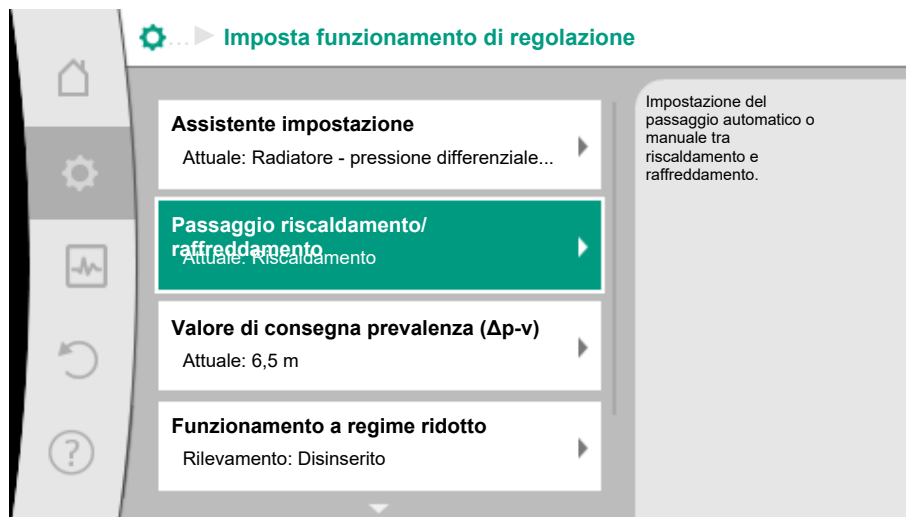 ... Imposta funzionamento di regolazione
Assistente impostazione
Attuale: Radiatore - pressione differenziale...
Passaggio riscaldamento/
raffreddamento
Attuale: Riscaldamento
Valore di consegna prevalenza (Δp-v)
Attuale: 6,5 m
Funzionamento a regime ridotto
Rilevamento: Disinserito
Impostazione del
passaggio automatico o
manuale tra
riscaldamento e
raffreddamento.
?